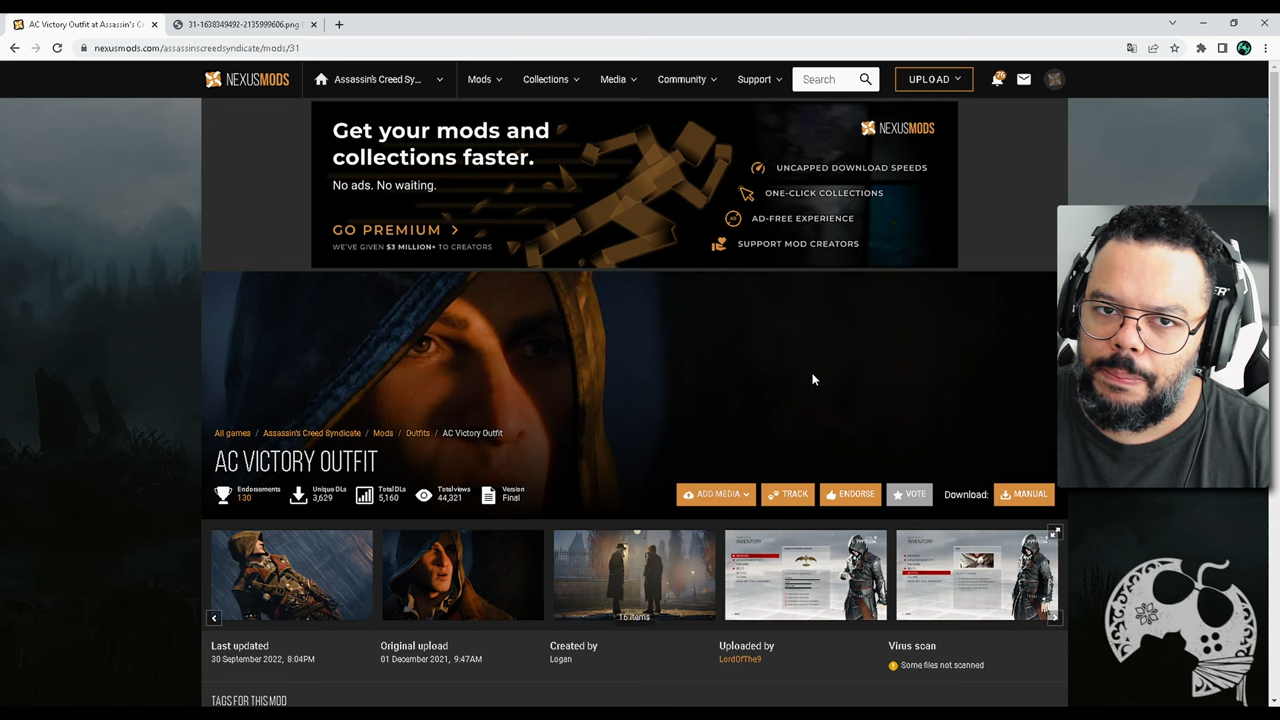 AC Victory Outfit at Assassin's C
31-1638349492-2135999606.png (
nexusmods.com/assassinscreedsyndicate/mods/31
NEXUSMODS
Assassin's Creed Sy...
Mods
Collections
Media
Community
Support
Search
UPLOAD
76
Get your mods and
collections faster.
No ads. No waiting.
GO PREMIUM
WE'VE GIVEN $3 MILLION+ TO CREATORS
NEXUSMODS
UNCAPPED DOWNLOAD SPEEDS
ONE-CLICK COLLECTIONS
AD-FREE EXPERIENCE
SUPPORT MOD CREATORS
All games / Assassin's Creed Syndicate / Mods / Outfits / AC Victory Outfit
AC VICTORY OUTFIT
Endorsements
130
Unique DLs
3,629
Total DLs
5,160
Total views
44,321
Version
Final
ADD MEDIA
TRACK
ENDORSE
VOTE
Download:
MANUAL
INVENTORY
INVENTORY
16 items
Last updated
30 September 2022, 8:04PM
Original upload
01 December 2021, 9:47AM
Created by
Logan
Uploaded by
LordOfThe9
Virus scan
Some files not scanned
TAGS FOR THIS MOD